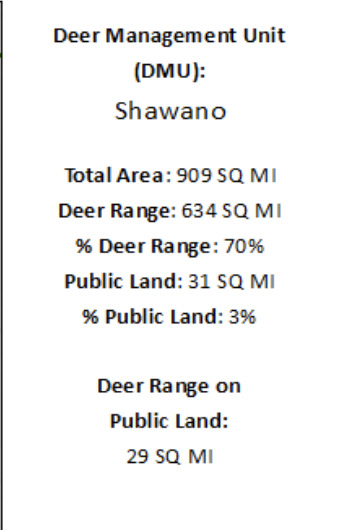 Deer Management Unit
(DMU):
Shawano
Total Area: 909 SQ MI
Deer Range: 634 SQ MI
% Deer Range: 70%
Public Land: 31 SQ MI
% Public Land: 3%
Deer Range on
Public Land:
29 SQ MI